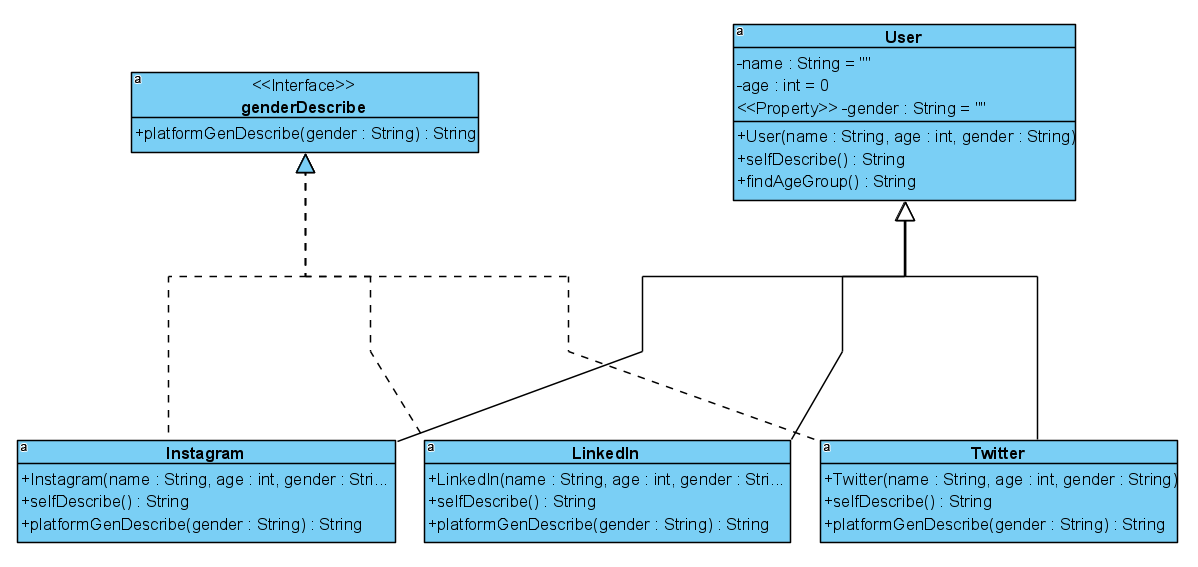 a
User
-name : String = ""
-age : int = 0
<<Property>> -gender : String = ""
+User(name : String, age : int, gender : String)
+selfDescribe() : String
+findAgeGroup() : String
a
<<Interface>>
genderDescribe
+platformGenDescribe(gender : String) : String
a
Instagram
+Instagram(name : String, age : int, gender : Stri...
+selfDescribe() : String
+platformGenDescribe(gender : String) : String
a
LinkedIn
+LinkedIn(name : String, age : int, gender : Stri...
+selfDescribe() : String
+platformGenDescribe(gender : String) : String
a
Twitter
+Twitter(name : String, age : int, gender : String)
+selfDescribe() : String
+platformGenDescribe(gender : String) : String